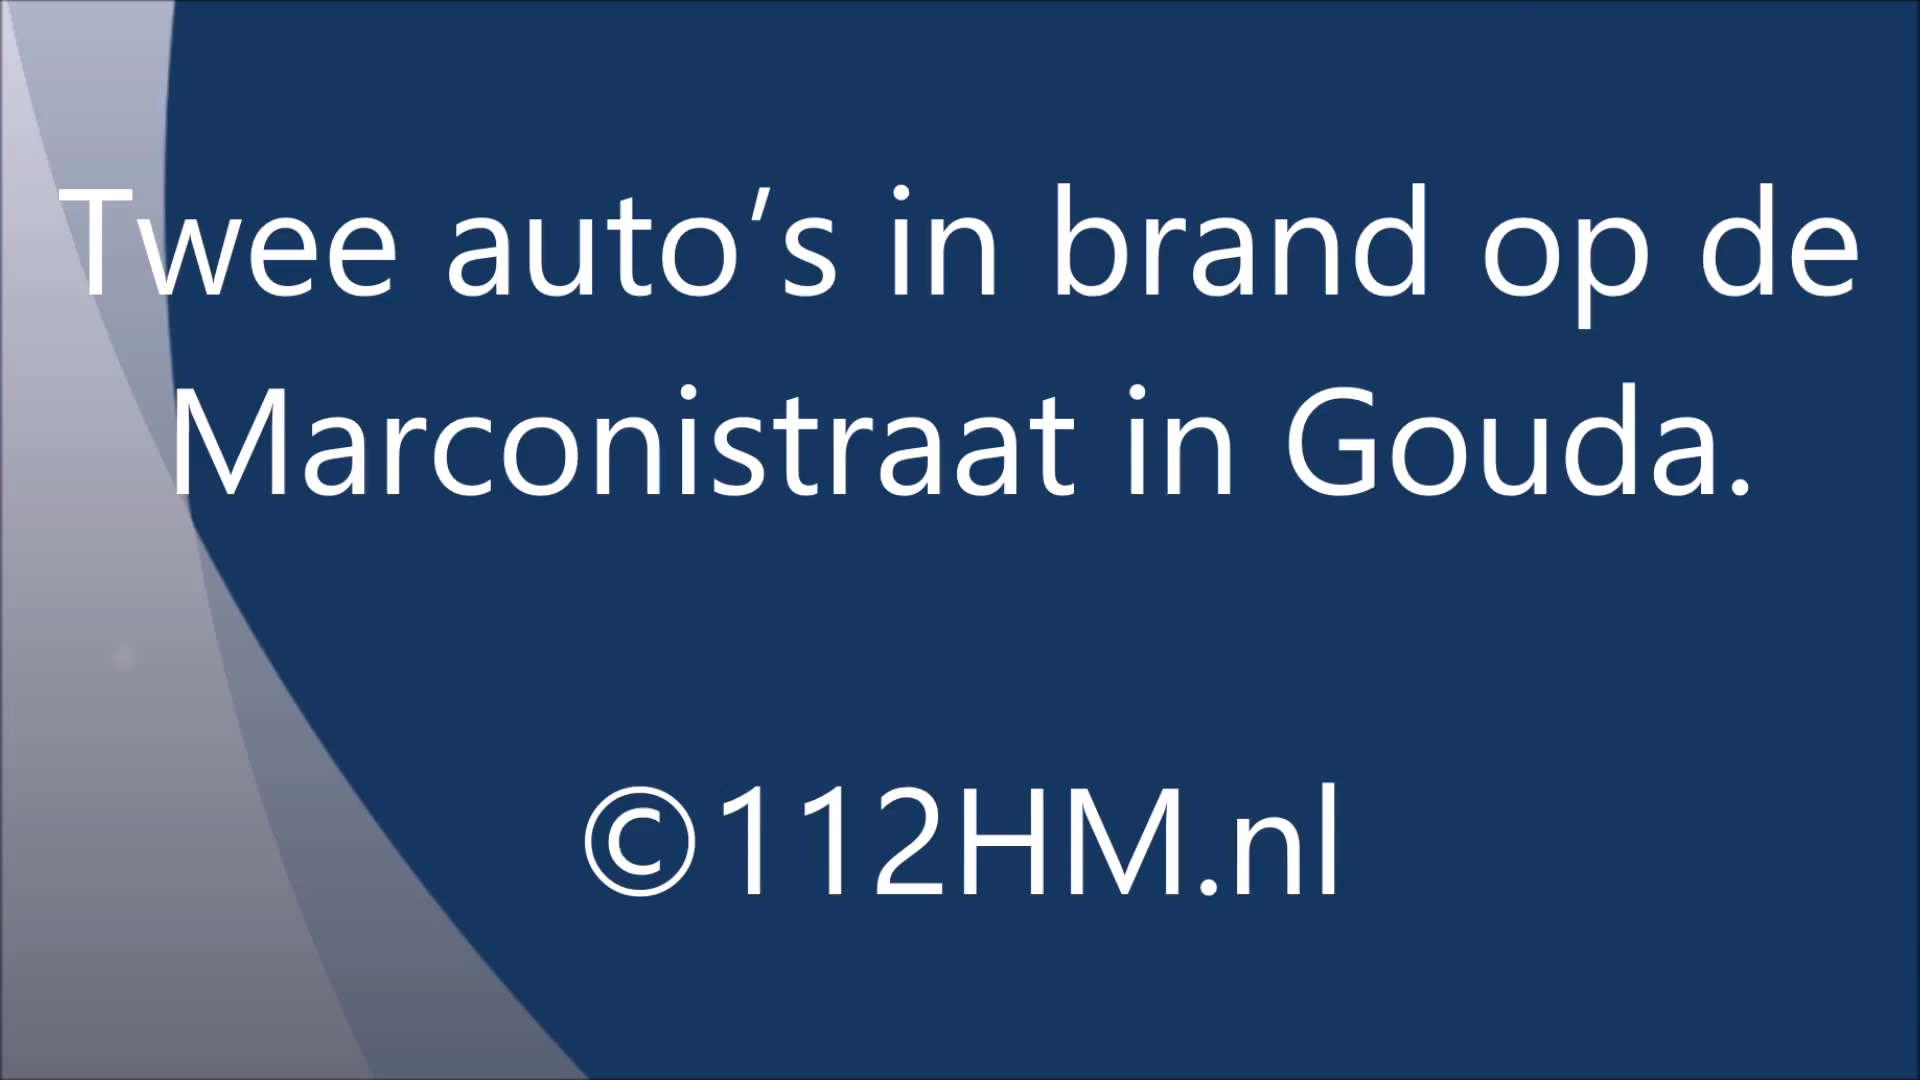 Twee auto’s in brand op de
Marconistraat in Gouda.
©112HM.nl